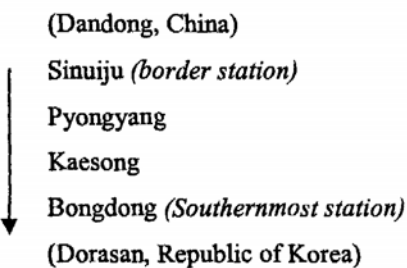 (Dandong, China)
Sinuiju (border station)
Pyongyang
Kaesong
Bongdong (Southernmost station)
(Dorasan, Republic of Korea)